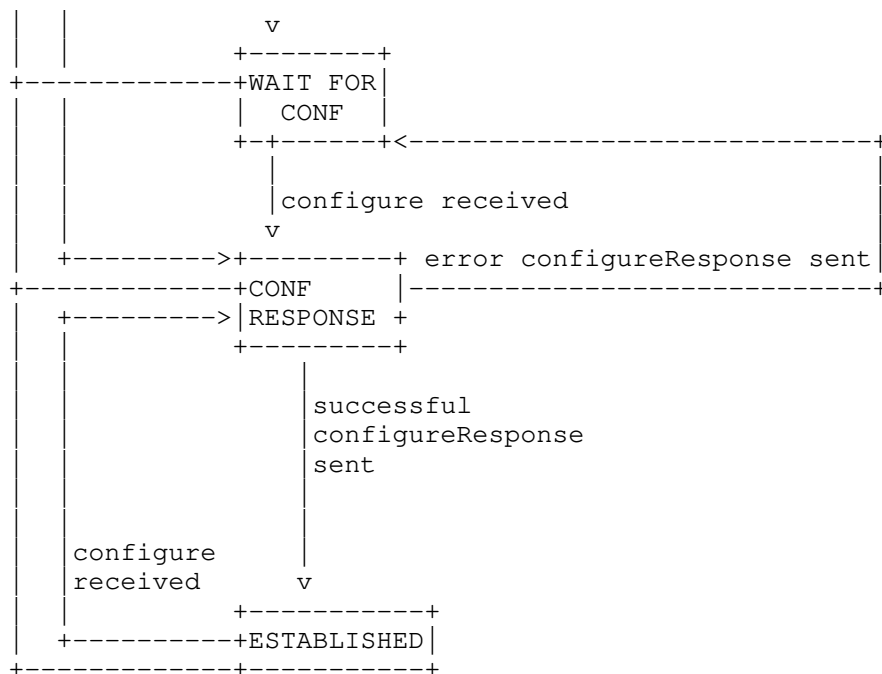 v
WAIT FOR
CONF
configure received
v
error configureResponse sent
CONF
RESPONSE
successful
configureResponse
sent
configure
received v
ESTABLISHED